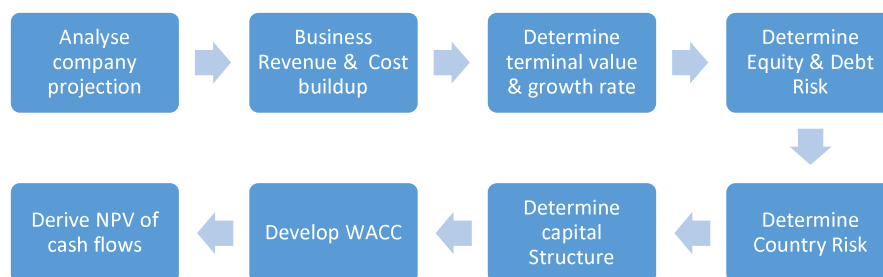 Analyse
company
projection
Business
Revenue & Cost
buildup
Determine
terminal value
& growth rate
Determine
Equity & Debt
Risk
Determine
Country Risk
Determine
capital
Structure
Develop WACC
Derive NPV of
cash flows